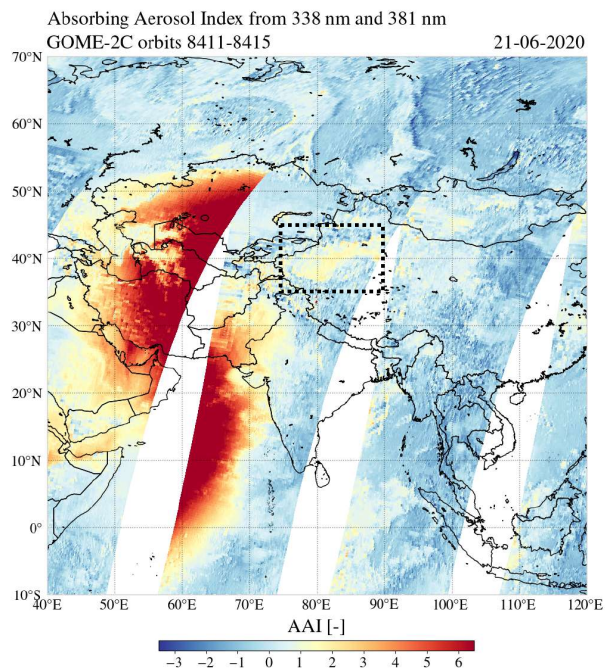 Absorbing Aerosol Index from 338 nm and 381 nm
GOME-2C orbits 8411-8415 21-06-2020
70°N
60°N
50°N
40°N
30°N
20°N
10°N
0°
10°S
40°E 50°E 60°E 70°E 80°E 90°E 100°E 110°E 120°E
AAI [-]
-3 -2 -1 0 1 2 3 4 5 6